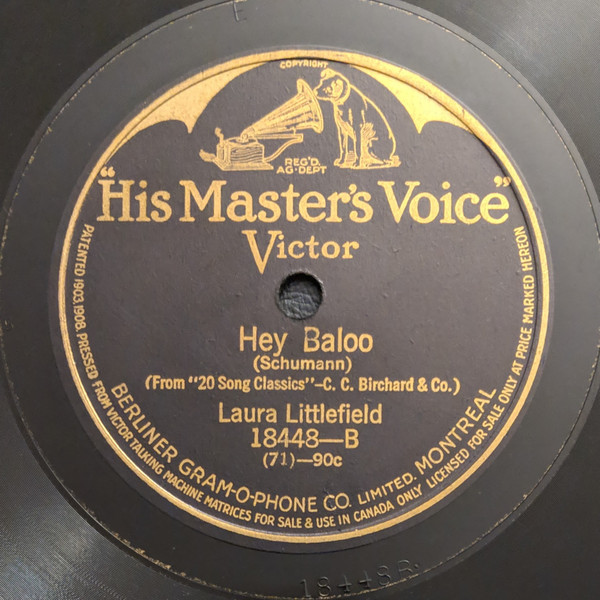 COPYRIGHT
REG'D.
AG·DEPT
"His Master's Voice"
Victor
Hey Baloo
(Schumann)
(From "20 Song Classics"–C. C. Birchard & Co.)
Laura Littlefield
18448—B
(71)—90c
BERLINER GRAM-O-PHONE CO. LIMITED. MONTREAL
PATENTED 1903, 1908, PRESSED FROM VICTOR TALKING MACHINE MATRICES FOR SALE & USE IN CANADA ONLY LICENSED FOR SALE ONLY AT PRICE MARKED HEREON
18448B.